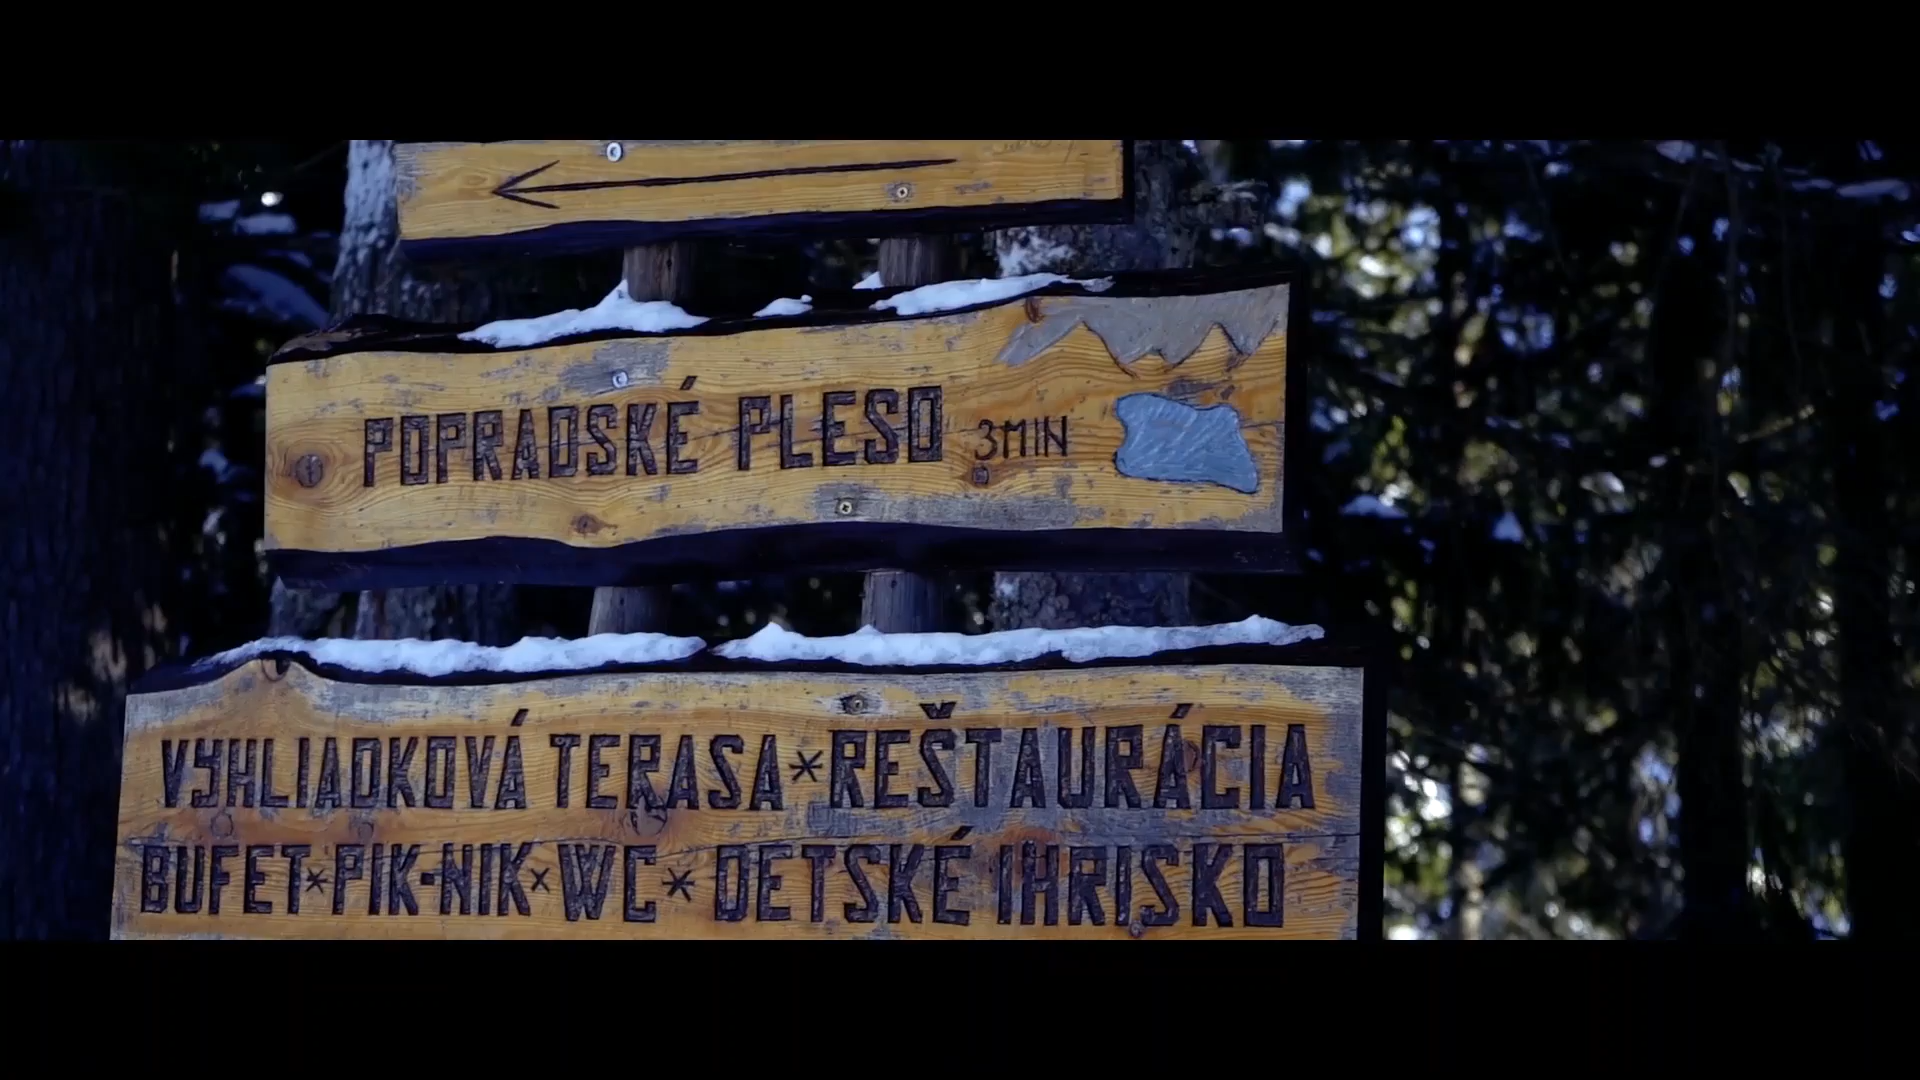 POPRADSKÉ PLESO 3MIN
VYHLIADKOVÁ TERASA*REŠTAURÁCIA
BUFET*PIK-NIK*WC*DETSKÉ IHRISKO